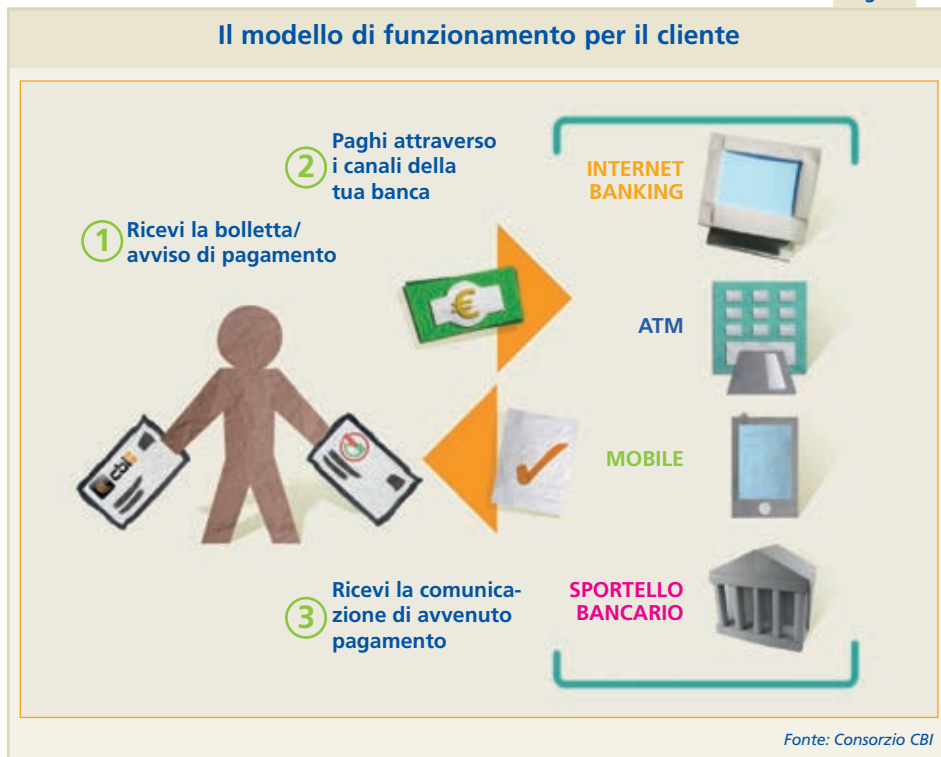 Il modello di funzionamento per il cliente
2
Paghi attraverso
i canali della
tua banca
1
Ricevi la bolletta/
avviso di pagamento
INTERNET
BANKING
€
ATM
cbi
MOBILE
3
Ricevi la comunica-
zione di avvenuto
pagamento
SPORTELLO
BANCARIO
Fonte: Consorzio CBI